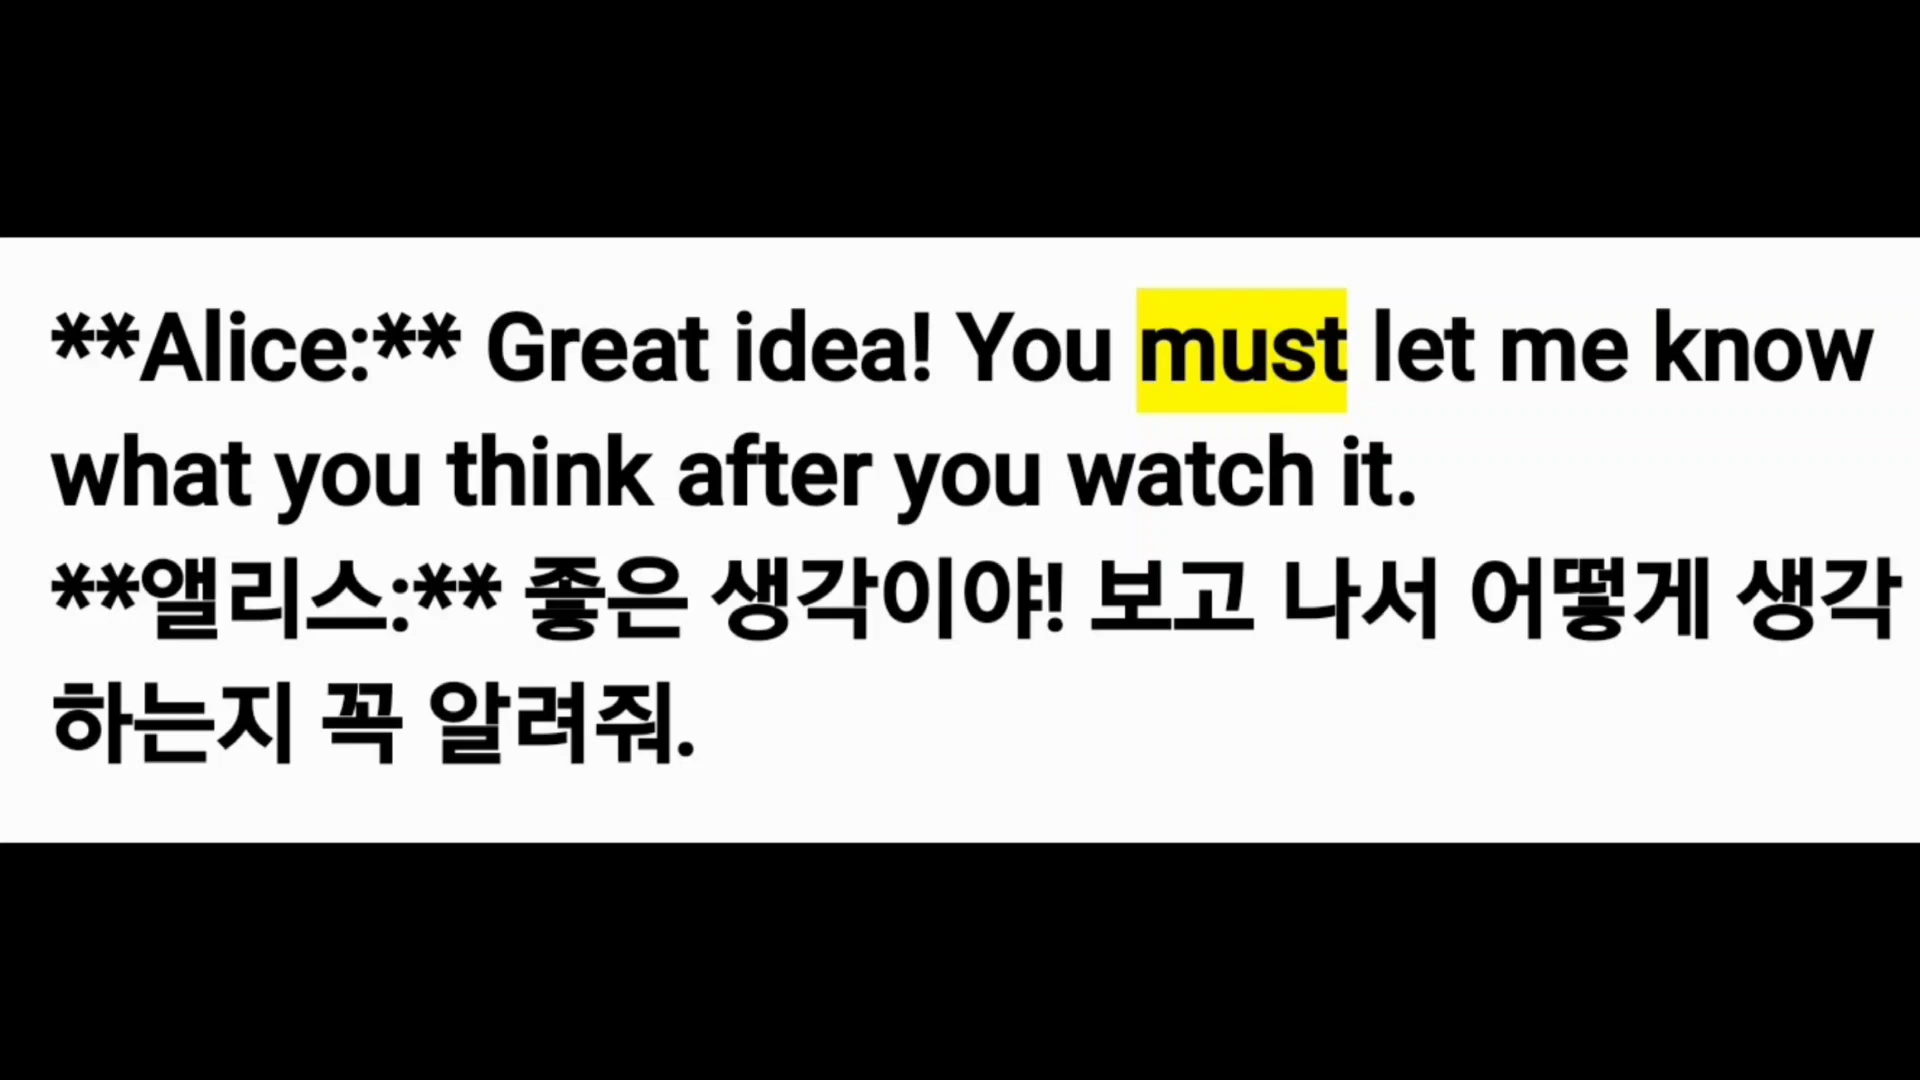 **Alice:** Great idea! You must let me know
what you think after you watch it.
**앨리스:** 좋은 생각이야! 보고 나서 어떻게 생각
하는지 꼭 알려줘.